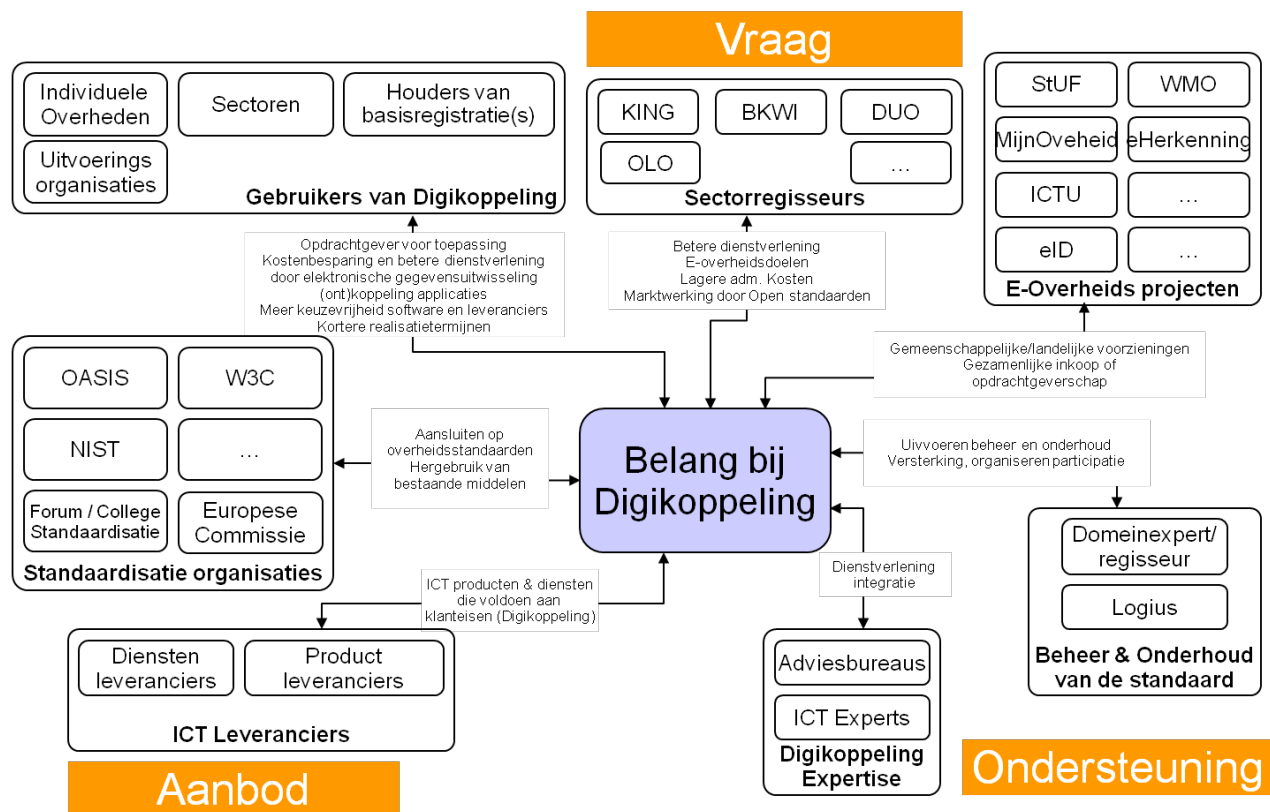 Vraag
Individuele
Overheden
Sectoren
Houders van
basisregistratie(s)
Uitvoerings
organisaties
Gebruikers van Digikoppeling
KING
BKWI
DUO
OLO
...
Sectorregisseurs
StUF
WMO
MijnOveheid
eHerkenning
ICTU
...
eID
...
E-Overheids projecten
Opdrachtgever voor toepassing
Kostenbesparing en betere dienstverlening
door elektronische gegevensuitwisseling
(ont)koppeling applicaties
Meer keuzevrijheid software en leveranciers
Kortere realisatietermijnen
Betere dienstverlening
E-overheidsdoelen
Lagere adm. Kosten
Marktwerking door Open standaarden
Gemeenschappelijke/landelijke voorzieningen
Gezamenlijke inkoop of
opdrachtgeverschap
OASIS
W3C
NIST
...
Forum / College
Standaardisatie
Europese
Commissie
Standaardisatie organisaties
Aansluiten op
overheidsstandaarden
Hergebruik van
bestaande middelen
Belang bij
Digikoppeling
Uivvoeren beheer en onderhoud
Versterking, organiseren participatie
Domeinexpert/
regisseur
Logius
Beheer & Onderhoud
van de standaard
ICT producten & diensten
die voldoen aan
klanteisen (Digikoppeling)
Dienstverlening
integratie
Diensten
leveranciers
Product
leveranciers
ICT Leveranciers
Adviesbureaus
ICT Experts
Digikoppeling
Expertise
Aanbod
Ondersteuning